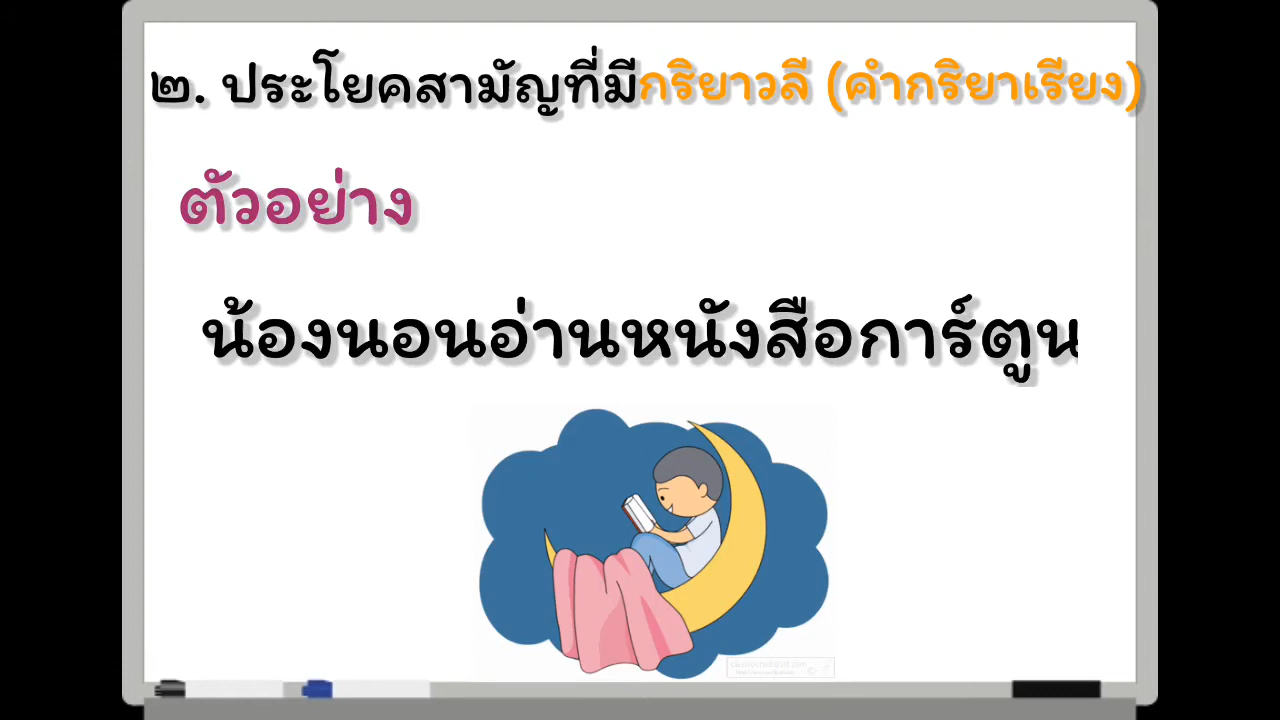 ๒. ประโยคสามัญที่มีกริยาวลี (คำกริยาเรียง)
ตัวอย่าง
น้องนอนอ่านหนังสือการ์ตูน